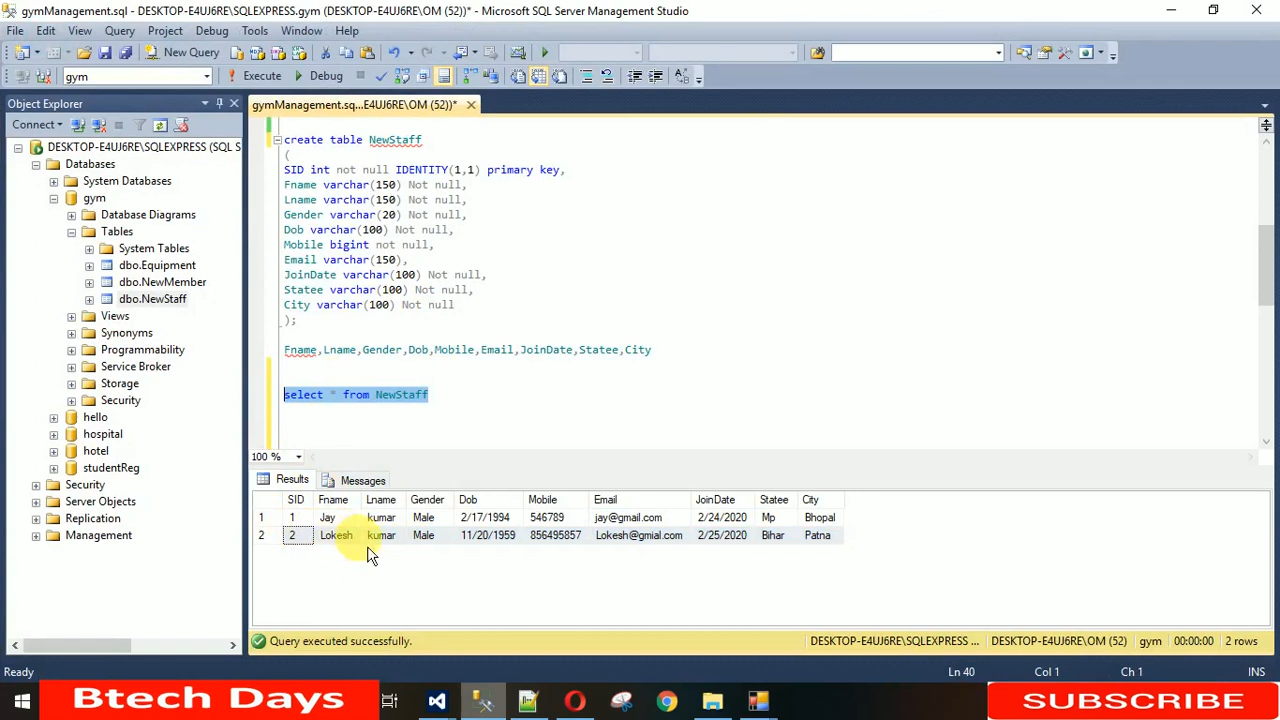 gymManagement.sql - DESKTOP-E4UJ6RE\SQLEXPRESS.gym (DESKTOP-E4UJ6RE\OM (52))* - Microsoft SQL Server Management Studio
File Edit View Query Project Debug Tools Window Help
New Query
gym Execute Debug
Object Explorer
gymManagement.sq...E4UJ6RE\OM (52))*
Connect
DESKTOP-E4UJ6RE\SQLEXPRESS (SQL S
Databases
System Databases
gym
Database Diagrams
Tables
System Tables
dbo.Equipment
dbo.NewMember
dbo.NewStaff
Views
Synonyms
Programmability
Service Broker
Storage
Security
hello
hospital
hotel
studentReg
Security
Server Objects
Replication
Management
create table NewStaff
(
SID int not null IDENTITY(1,1) primary key,
Fname varchar(150) Not null,
Lname varchar(150) Not null,
Gender varchar(20) Not null,
Dob varchar(100) Not null,
Mobile bigint not null,
Email varchar(150),
JoinDate varchar(100) Not null,
Statee varchar(100) Not null,
City varchar(100) Not null
);
Fname,Lname,Gender,Dob,Mobile,Email,JoinDate,Statee,City
select * from NewStaff
100 %
Results Messages
SID Fname Lname Gender Dob Mobile Email JoinDate Statee City
1 1 Jay kumar Male 2/17/1994 546789 jay@gmail.com 2/24/2020 Mp Bhopal
2 2 Lokesh kumar Male 11/20/1959 856495857 Lokesh@gmial.com 2/25/2020 Bihar Patna
Query executed successfully. DESKTOP-E4UJ6RE\SQLEXPRESS ... DESKTOP-E4UJ6RE\OM (52) gym 00:00:00 2 rows
Ready Ln 40 Col 1 Ch 1 INS
Btech Days
SUBSCRIBE